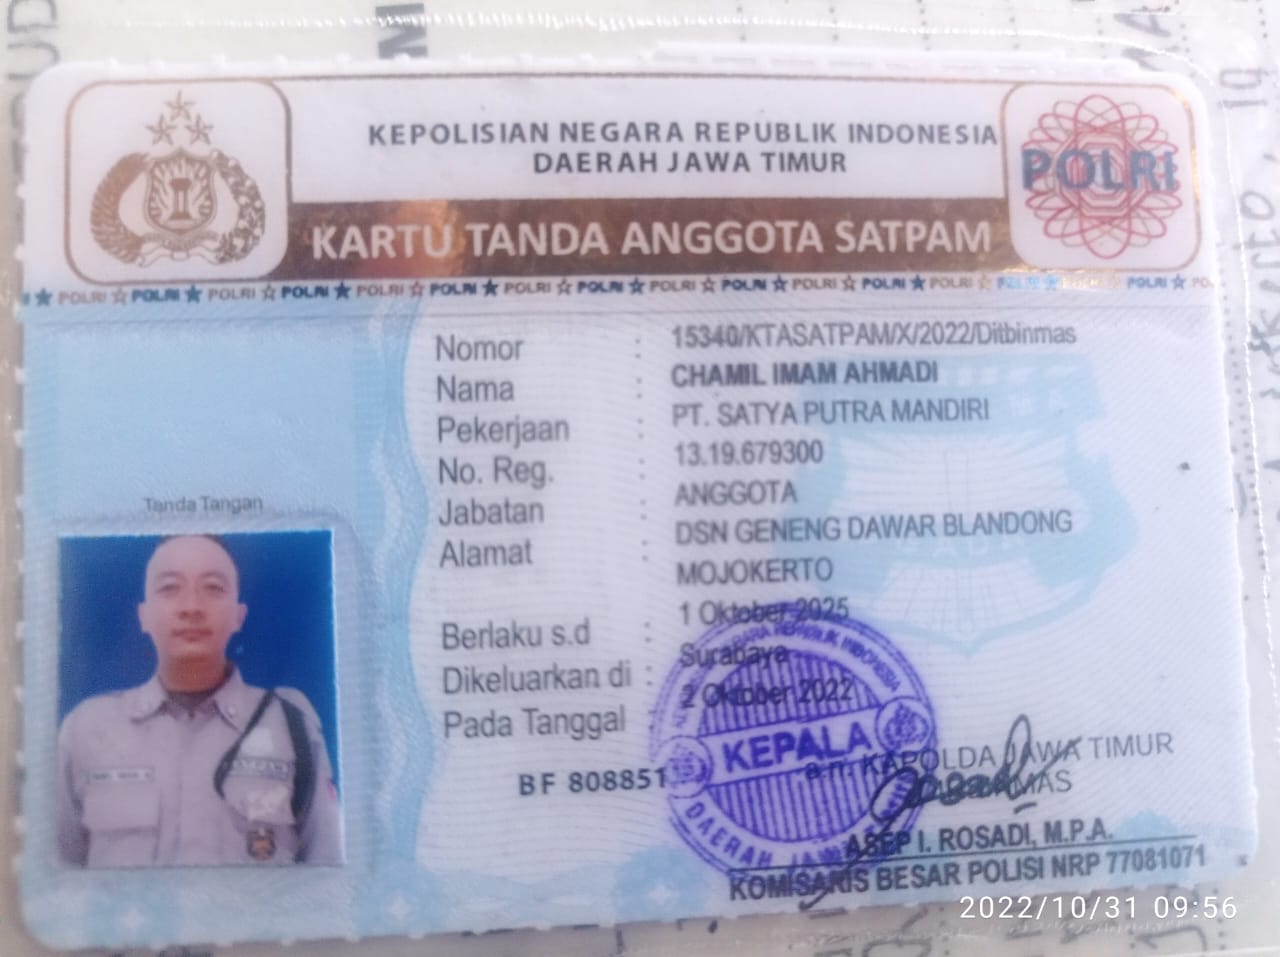 KEPOLISIAN NEGARA REPUBLIK INDONESIA
DAERAH JAWA TIMUR
POLRI
KARTU TANDA ANGGOTA SATPAM
POLRI POLRI POLRI POLRI POLRI POLRI POLRI POLRI POLRI POLRI POLRI POLRI POLRI POLRI POLRI
Nomor : 15340/KTASATPAM/X/2022/Ditbinmas
Nama : CHAMIL IMAM AHMADI
Pekerjaan : PT. SATYA PUTRA MANDIRI
No. Reg. : 13.19.679300
Jabatan : ANGGOTA
Alamat : DSN GENENG DAWAR BLANDONG
MOJOKERTO
Berlaku s.d : 1 Oktober 2025
Dikeluarkan di : Surabaya
Pada Tanggal : 2 Oktober 2022
Tanda Tangan
BF 808851
KEPALA
NEGARA REPUBLIK INDONESIA
DAERAH JAWA
a.n. KAPOLDA JAWA TIMUR
ASEP I. ROSADI, M.P.A.
KOMISARIS BESAR POLISI NRP 77081071
2022/10/31 09:56